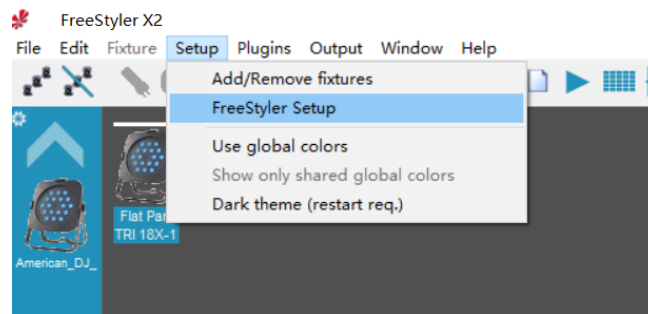 FreeStyler X2
File Edit Fixture Setup Plugins Output Window Help
Add/Remove fixtures
FreeStyler Setup
Use global colors
Show only shared global colors
Dark theme (restart req.)
Flat Par
TRI 18X-1
American_DJ_